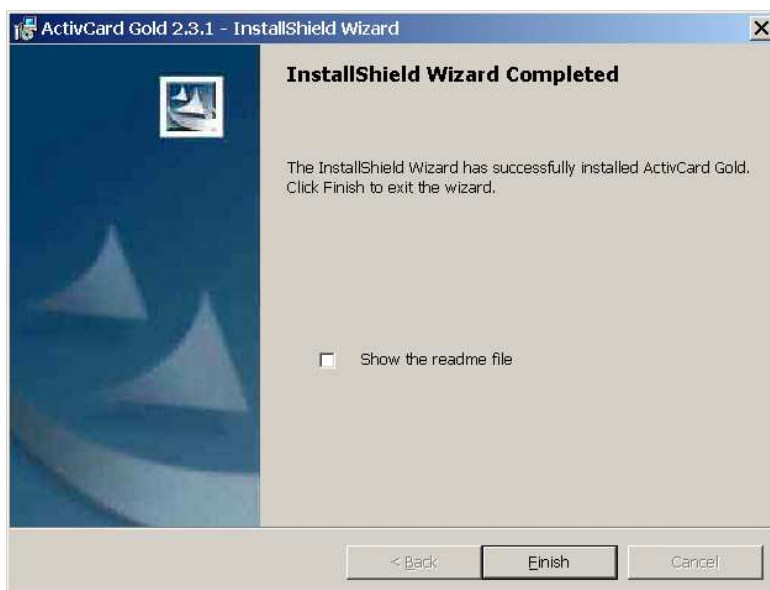 ActivCard Gold 2.3.1 - InstallShield Wizard
InstallShield Wizard Completed
The InstallShield Wizard has successfully installed ActivCard Gold.
Click Finish to exit the wizard.
Show the readme file
< Back Finish Cancel